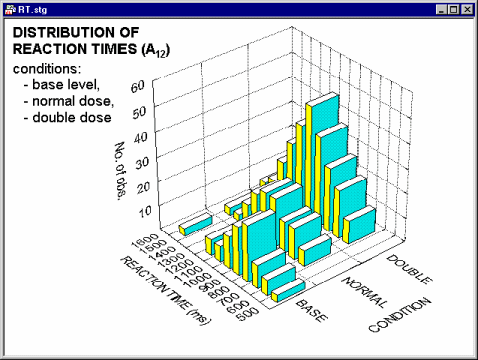 RT.stg
DISTRIBUTION OF
REACTION TIMES (A12)
conditions:
- base level,
- normal dose,
- double dose
60
50
40
30
20
10
No. of obs.
1600
1500
1400
1300
1200
1100
1000
900
800
700
600
500
REACTION TIME (ms)
BASE
NORMAL
DOUBLE
CONDITION